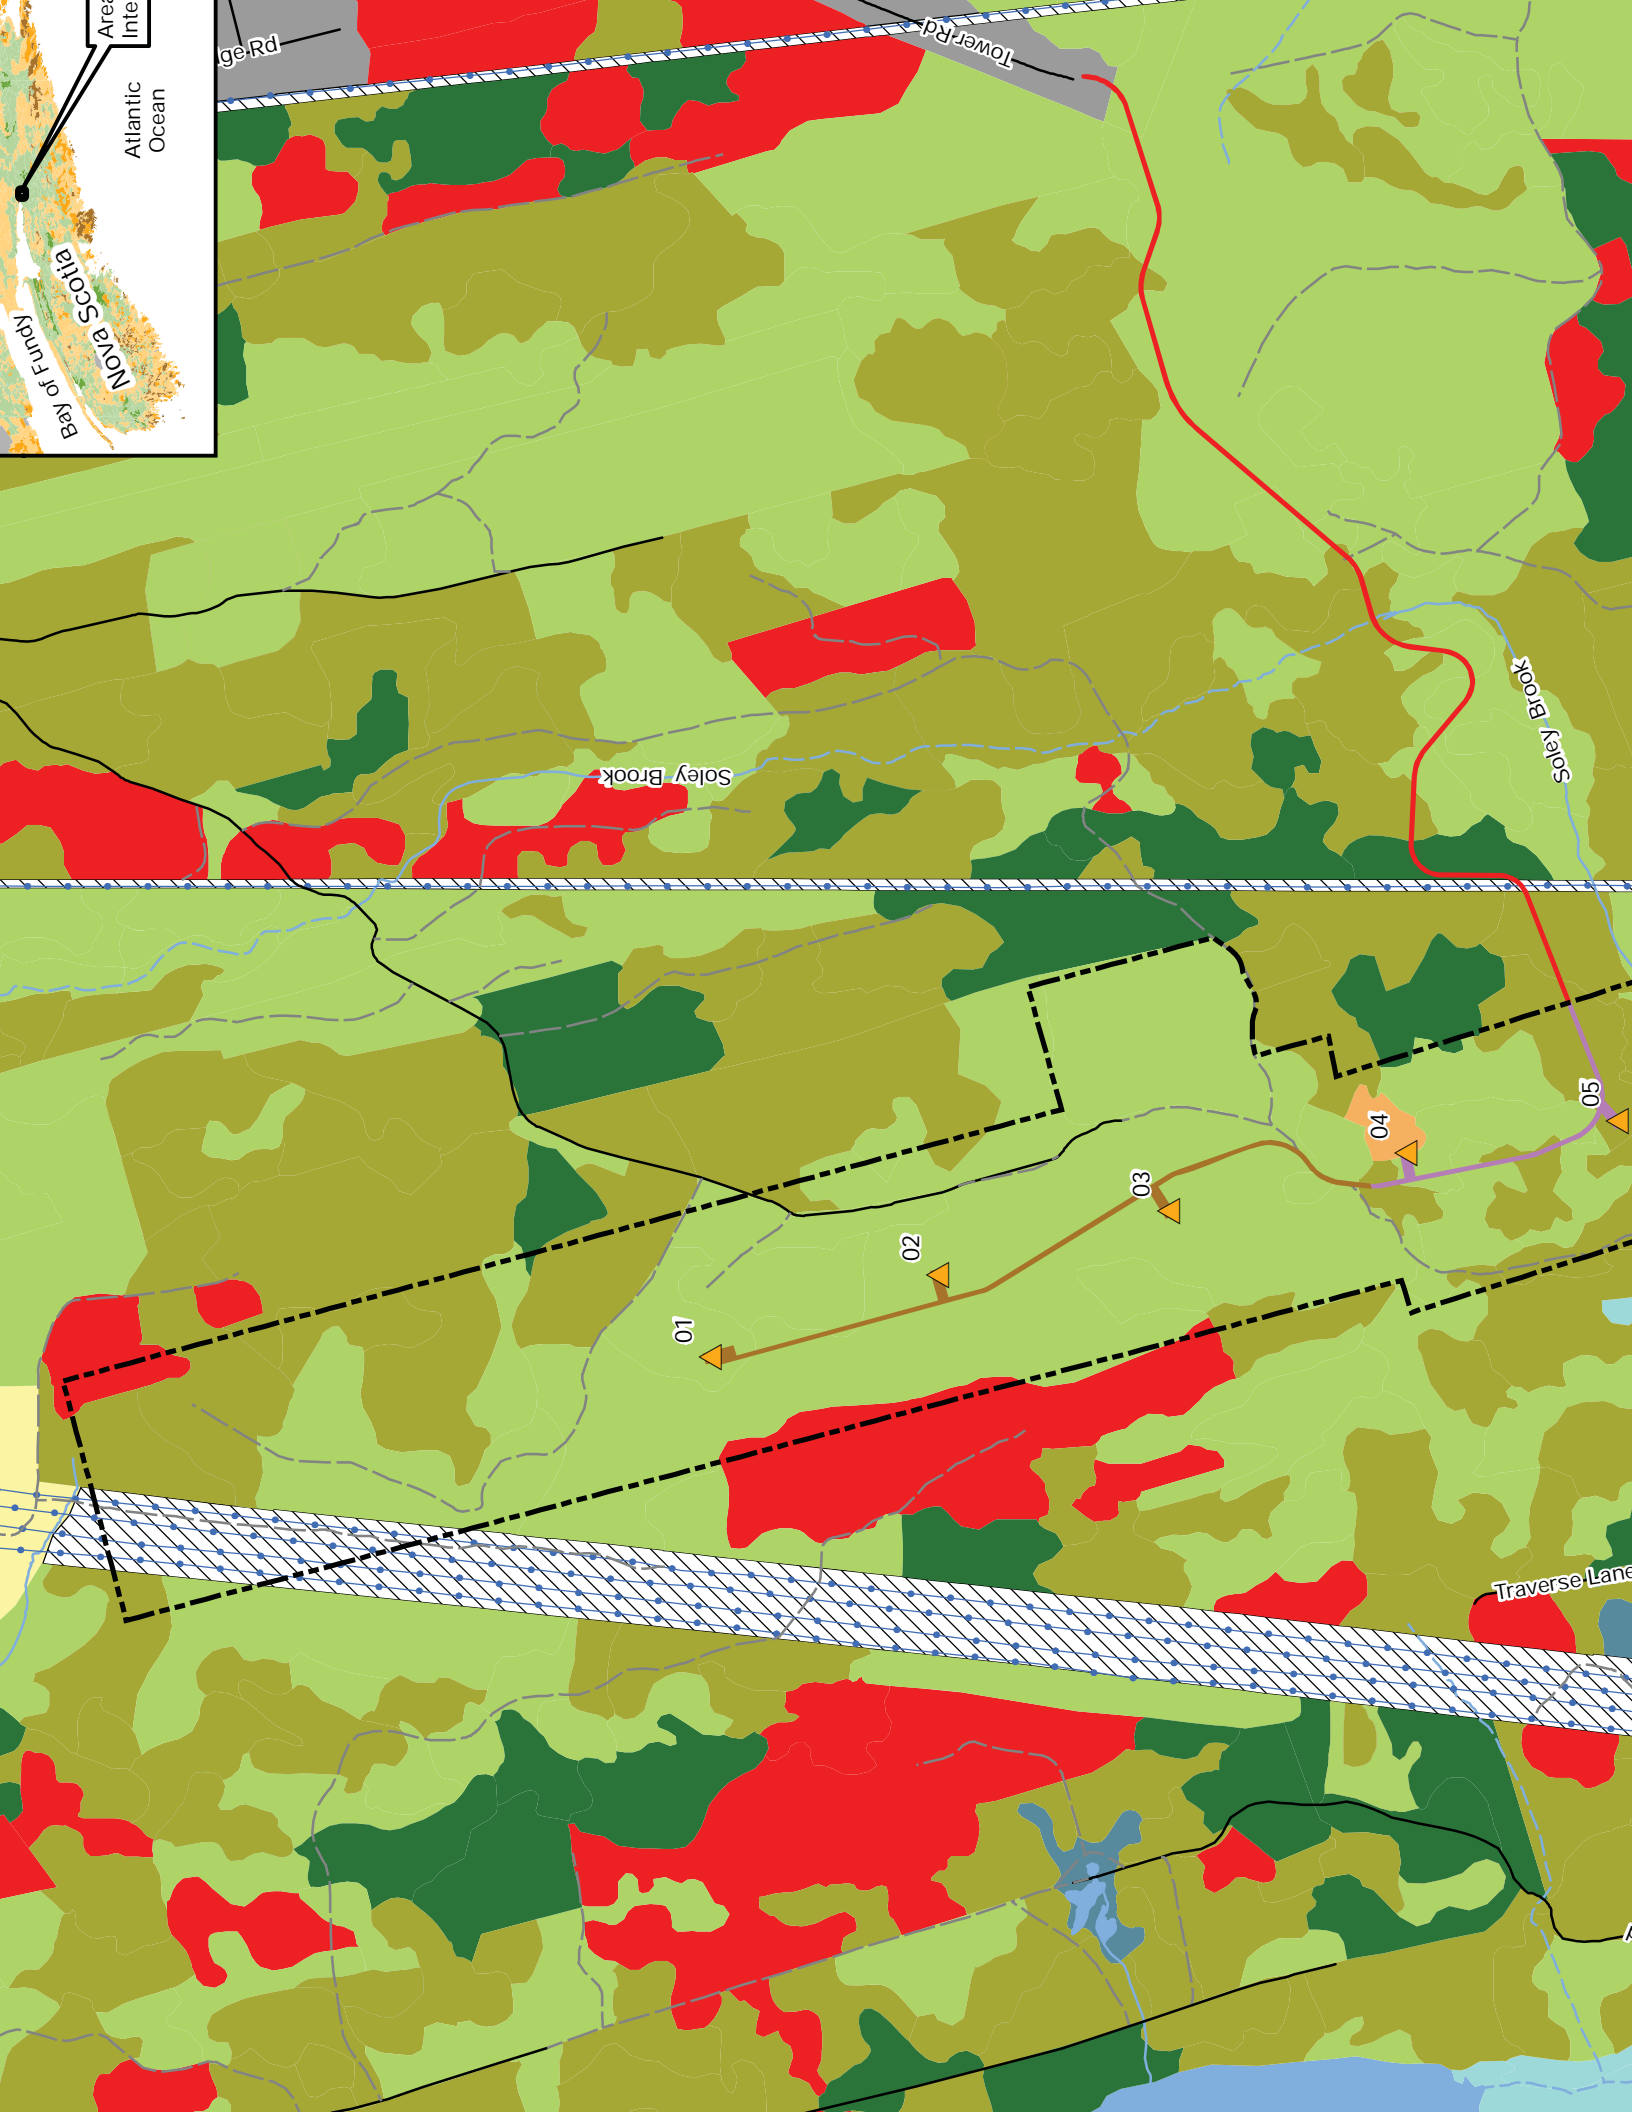 Area
Inte
Atlantic
Ocean
Nova Scotia
Bay of Fundy
ge Rd
Tower Rd
Soley Brook
Soley Brook
05
04
03
02
01
Traverse Lane